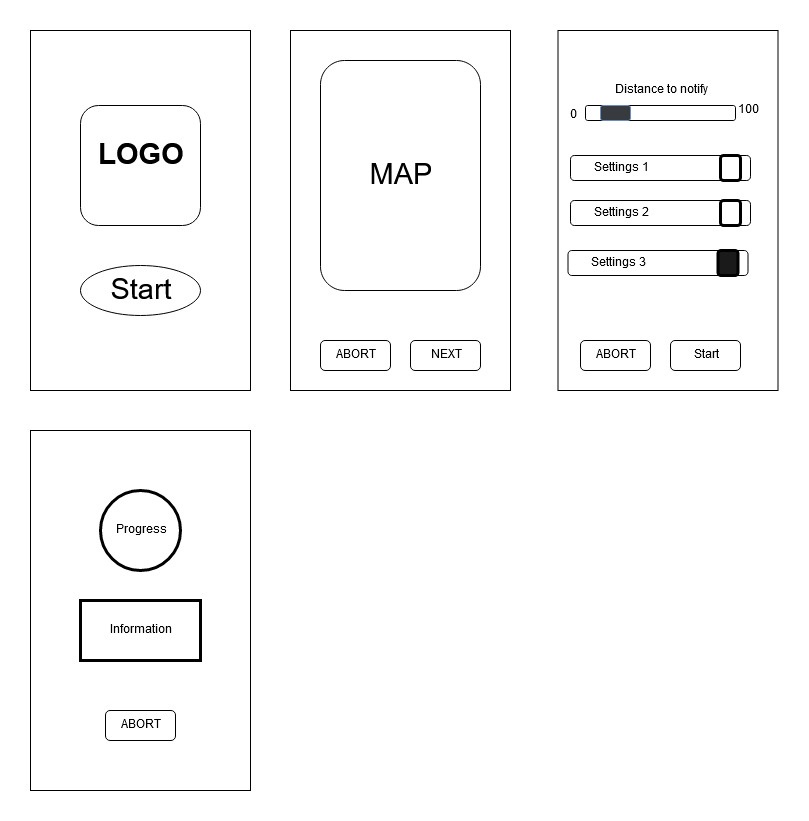 LOGO
Start
MAP
ABORT
NEXT
Distance to notify
0
100
Settings 1
Settings 2
Settings 3
ABORT
Start
Progress
Information
ABORT